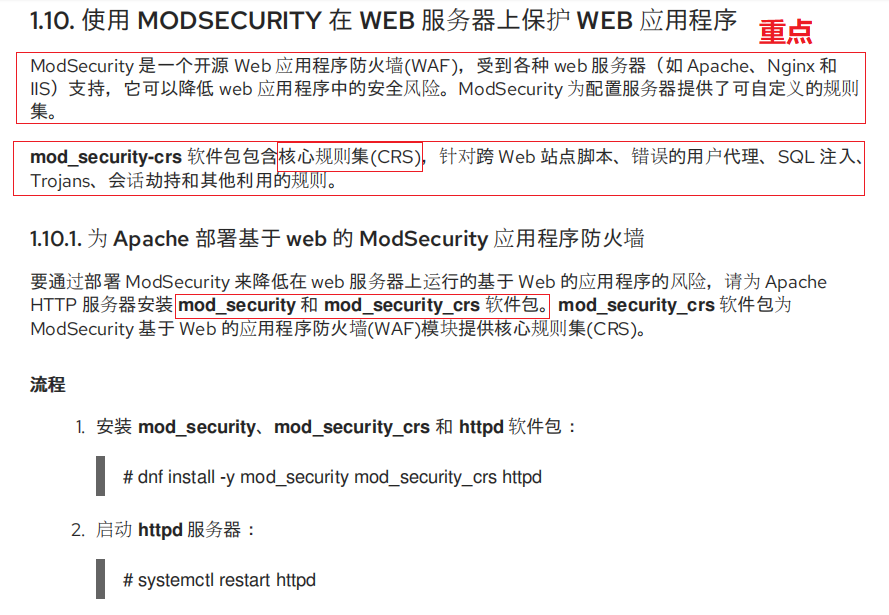 1.10. 使用 MODSECURITY 在 WEB 服务器上保护 WEB 应用程序
重点
ModSecurity 是一个开源 Web 应用程序防火墙(WAF)，受到各种 web 服务器（如 Apache、Nginx 和
IIS）支持，它可以降低 web 应用程序中的安全风险。ModSecurity 为配置服务器提供了可自定义的规则
集。
mod_security-crs 软件包包含核心规则集(CRS)，针对跨 Web 站点脚本、错误的用户代理、SQL 注入、
Trojans、会话劫持和其他利用的规则。
1.10.1. 为 Apache 部署基于 web 的 ModSecurity 应用程序防火墙
要通过部署 ModSecurity 来降低在 web 服务器上运行的基于 Web 的应用程序的风险，请为 Apache
HTTP 服务器安装 mod_security 和 mod_security_crs 软件包。mod_security_crs 软件包为
ModSecurity 基于 Web 的应用程序防火墙(WAF)模块提供核心规则集(CRS)。
流程
1. 安装 mod_security、mod_security_crs 和 httpd 软件包：
# dnf install -y mod_security mod_security_crs httpd
2. 启动 httpd 服务器：
# systemctl restart httpd